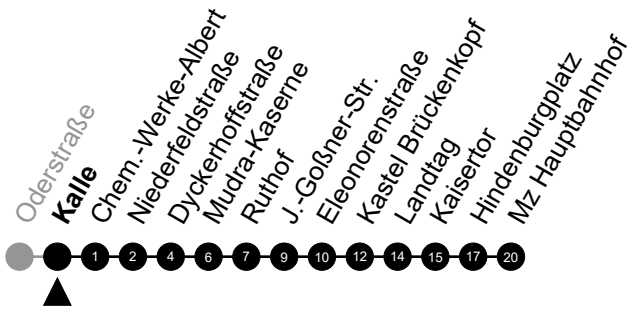 Oderstraße
Kalle
Chem.-Werke-Albert
Niederfeldstraße
Dyckerhoffstraße
Mudra-Kaserne
Ruthof
J.-Goßner-Str.
Eleonorenstraße
Kastel Brückenkopf
Landtag
Kaisertor
Hindenburgplatz
Mz Hauptbahnhof
1 2 4 6 7 9 10 12 14 15 17 20